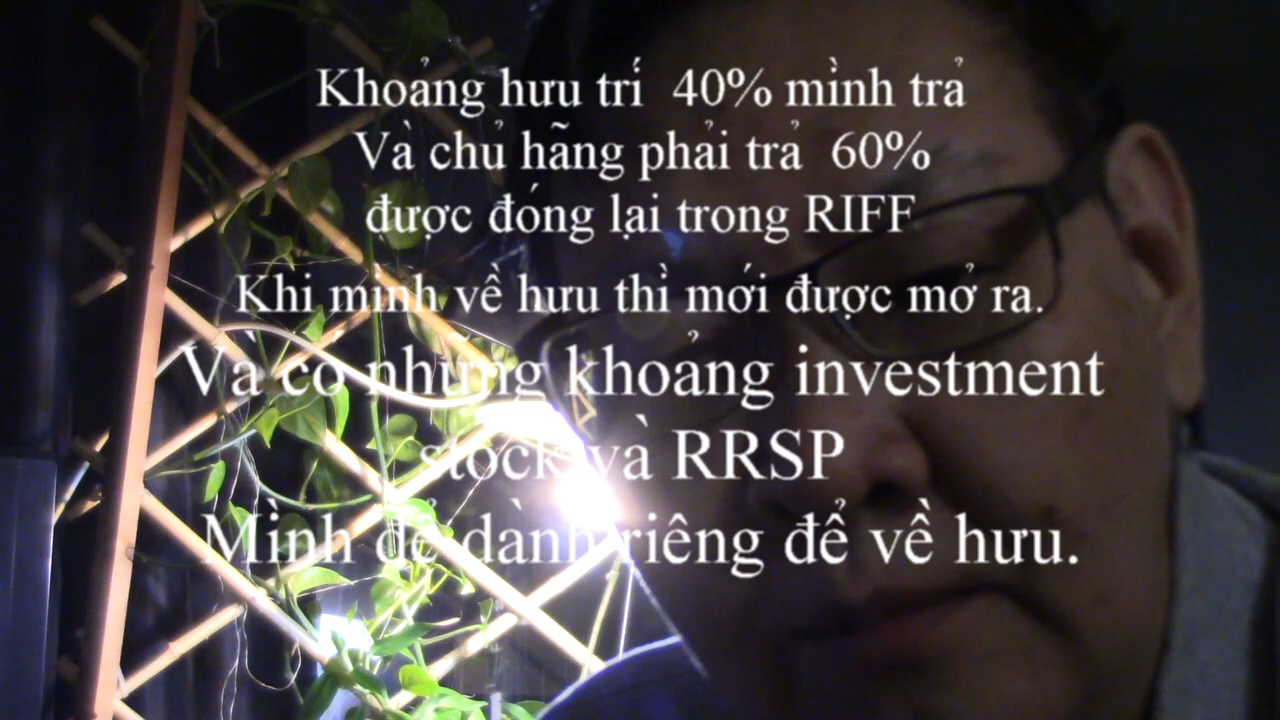 Khoảng hưu trí 40% mình trả
Và chủ hãng phải trả 60%
được đóng lại trong RIFF
Khi mình về hưu thì mới được mở ra.
Và có những khoảng investment
stock và RRSP
Mình để dành riêng để về hưu.